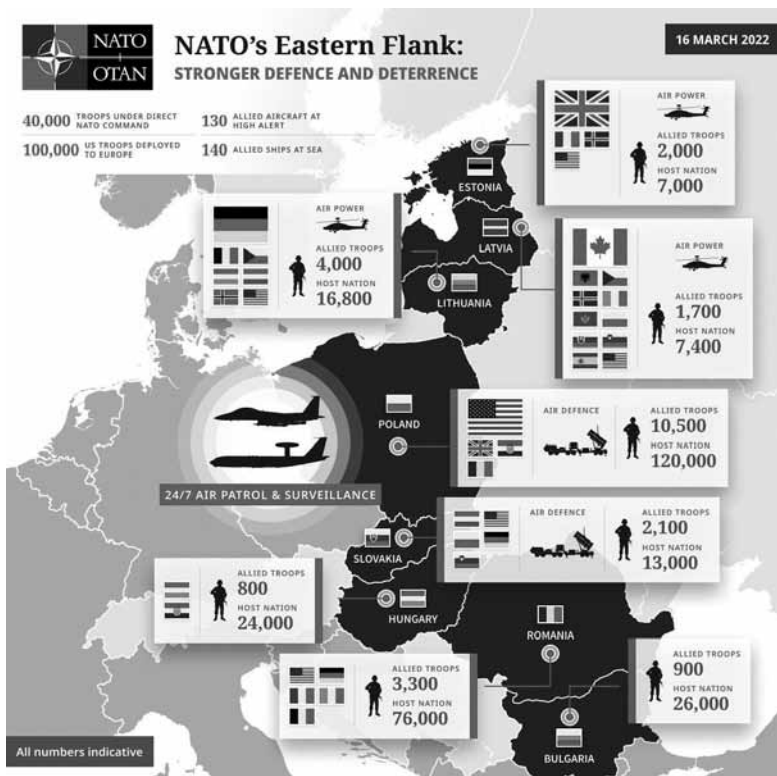 NATO
OTAN
NATO's Eastern Flank:
STRONGER DEFENCE AND DETERRENCE
16 MARCH 2022
40,000 TROOPS UNDER DIRECT
NATO COMMAND
130 ALLIED AIRCRAFT AT
HIGH ALERT
100,000 US TROOPS DEPLOYED
TO EUROPE
140 ALLIED SHIPS AT SEA
AIR POWER
ALLIED TROOPS
2,000
HOST NATION
7,000
ESTONIA
AIR POWER
ALLIED TROOPS
4,000
HOST NATION
16,800
LATVIA
LITHUANIA
AIR POWER
ALLIED TROOPS
1,700
HOST NATION
7,400
POLAND
AIR DEFENCE
ALLIED TROOPS
10,500
HOST NATION
120,000
24/7 AIR PATROL & SURVEILLANCE
SLOVAKIA
AIR DEFENCE
ALLIED TROOPS
2,100
HOST NATION
13,000
ALLIED TROOPS
800
HOST NATION
24,000
HUNGARY
ROMANIA
ALLIED TROOPS
3,300
HOST NATION
76,000
ALLIED TROOPS
900
HOST NATION
26,000
BULGARIA
All numbers indicative